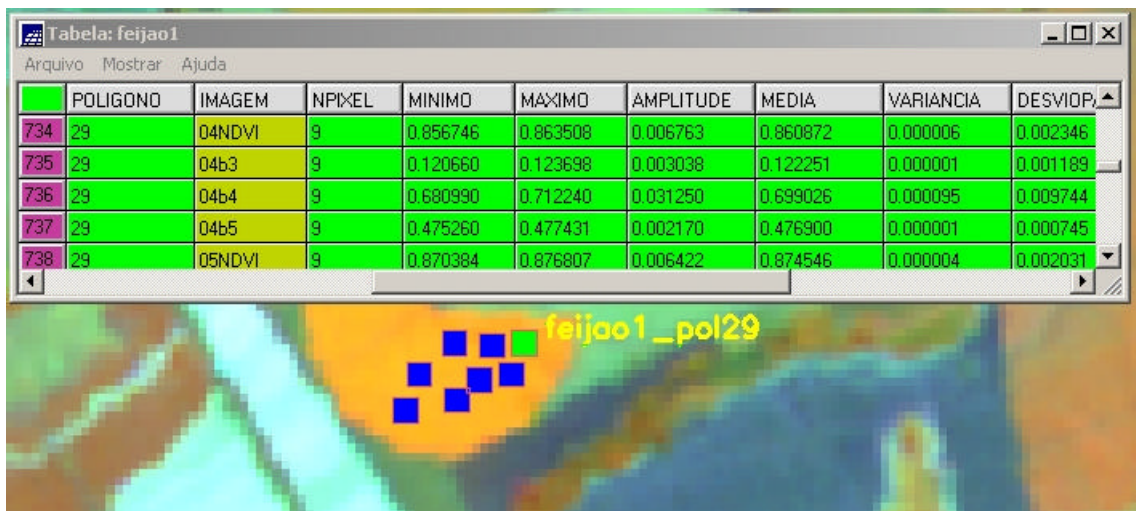 Tabela: feijao1
Arquivo Mostrar Ajuda
POLIGONO IMAGEM NPIXEL MINIMO MAXIMO AMPLITUDE MEDIA VARIANCIA DESVIOPA
734 29 04NDVI 9 0.856746 0.863508 0.006763 0.860872 0.000006 0.002346
735 29 04b3 9 0.120660 0.123698 0.003038 0.122251 0.000001 0.001189
736 29 04b4 9 0.680990 0.712240 0.031250 0.699026 0.000095 0.009744
737 29 04b5 9 0.475260 0.477431 0.002170 0.476900 0.000001 0.000745
738 29 05NDVI 9 0.870384 0.876807 0.006422 0.874546 0.000004 0.002031
feijao1_pol29